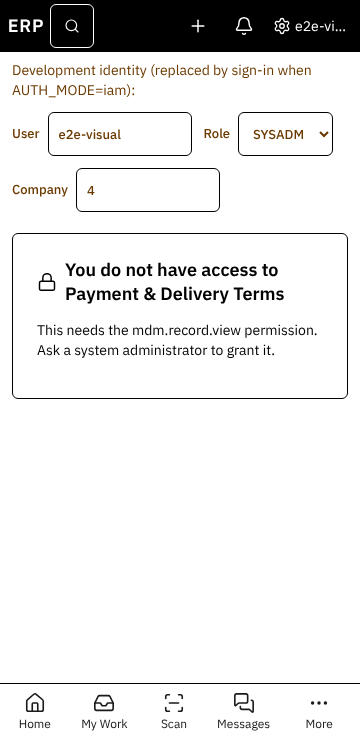 ERP
e2e-vi...
Development identity (replaced by sign-in when
AUTH_MODE=iam):
User e2e-visual Role SYSADM
Company 4
You do not have access to
Payment & Delivery Terms
This needs the mdm.record.view permission.
Ask a system administrator to grant it.
Home My Work Scan Messages More